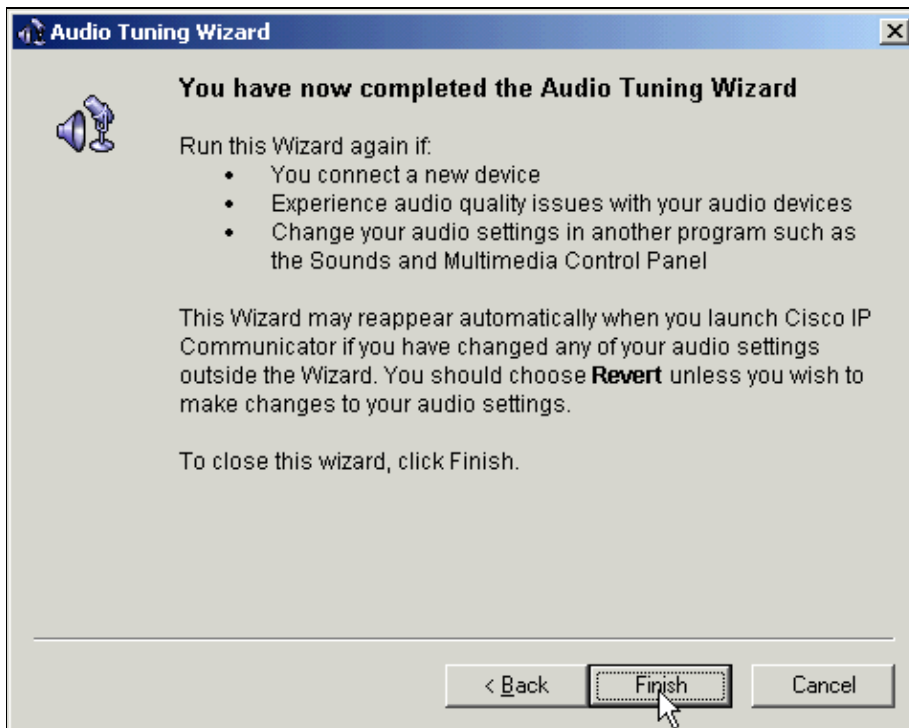 Audio Tuning Wizard
You have now completed the Audio Tuning Wizard
Run this Wizard again if:
• You connect a new device
• Experience audio quality issues with your audio devices
• Change your audio settings in another program such as
the Sounds and Multimedia Control Panel
This Wizard may reappear automatically when you launch Cisco IP
Communicator if you have changed any of your audio settings
outside the Wizard. You should choose Revert unless you wish to
make changes to your audio settings.
To close this wizard, click Finish.
< Back Finish Cancel